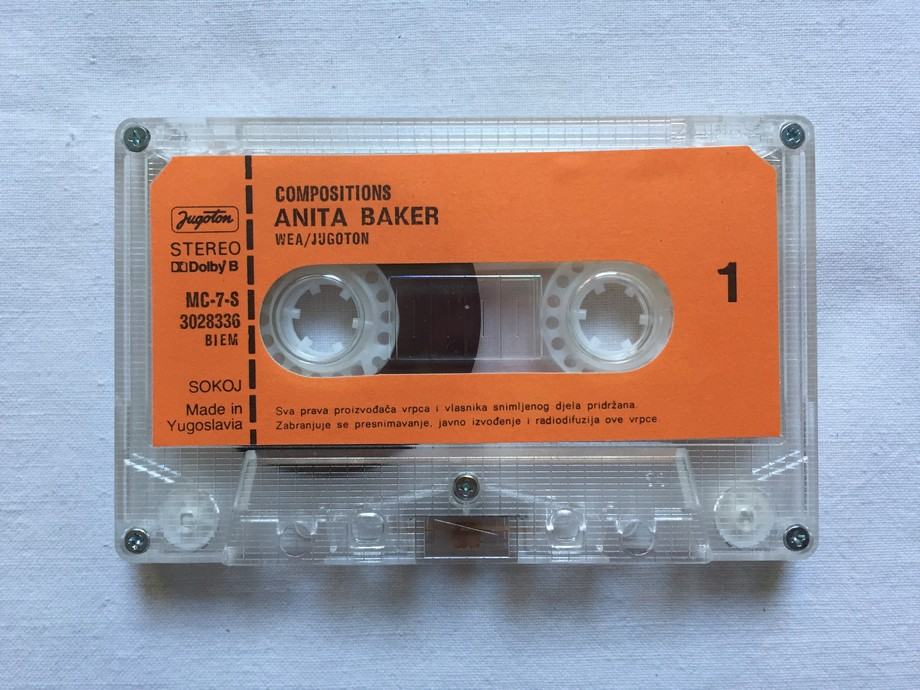 Jugoton
STEREO
Dolby B
MC-7-S
3028336
BIEM
SOKOJ
Made in
Yugoslavia
COMPOSITIONS
ANITA BAKER
WEA/JUGOTON
1
Sva prava proizvođača vrpca i vlasnika snimljenog djela pridržana.
Zabranjuje se presnimavanje, javno izvođenje i radiodifuzija ove vrpce